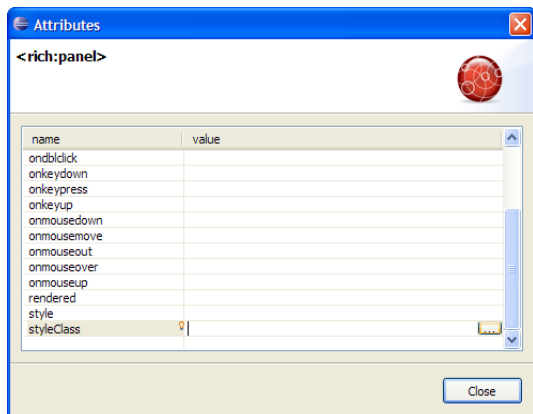 Attributes
<rich:panel>
name value
ondblclick
onkeydown
onkeypress
onkeyup
onmousedown
onmousemove
onmouseout
onmouseover
onmouseup
rendered
style
styleClass ...
Close